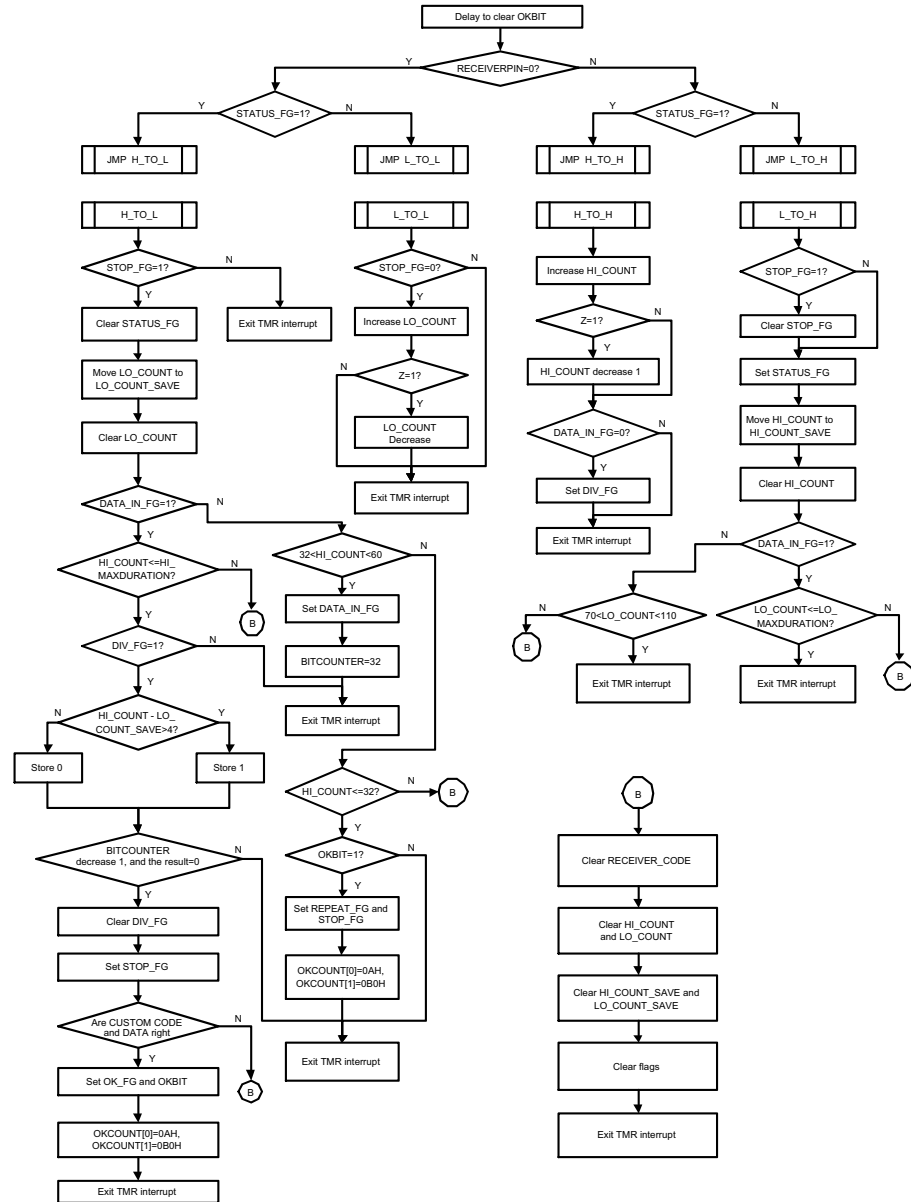 Delay to clear OKBIT
RECEIVERPIN=0?
Y
N
STATUS_FG=1?
Y
N
STATUS_FG=1?
Y
N
JMP H_TO_L
JMP L_TO_L
JMP H_TO_H
JMP L_TO_H
H_TO_L
STOP_FG=1?
N
Y
Exit TMR interrupt
Clear STATUS_FG
Move LO_COUNT to
LO_COUNT_SAVE
Clear LO_COUNT
DATA_IN_FG=1?
N
Y
HI_COUNT<=HI_
MAXDURATION?
N
B
Y
DIV_FG=1?
N
Y
HI_COUNT - LO_
COUNT_SAVE>4?
N
Y
Store 0
Store 1
BITCOUNTER
decrease 1, and the result=0
N
Y
Clear DIV_FG
Set STOP_FG
Are CUSTOM CODE
and DATA right
N
B
Y
Set OK_FG and OKBIT
OKCOUNT[0]=0AH,
OKCOUNT[1]=0B0H
Exit TMR interrupt
32<HI_COUNT<60
N
Y
Set DATA_IN_FG
BITCOUNTER=32
Exit TMR interrupt
HI_COUNT<=32?
N
B
Y
OKBIT=1?
N
Y
Set REPEAT_FG and
STOP_FG
OKCOUNT[0]=0AH,
OKCOUNT[1]=0B0H
Exit TMR interrupt
L_TO_L
STOP_FG=0?
N
Y
Increase LO_COUNT
Z=1?
N
Y
LO_COUNT
Decrease
Exit TMR interrupt
H_TO_H
Increase HI_COUNT
Z=1?
N
Y
HI_COUNT decrease 1
DATA_IN_FG=0?
N
Y
Set DIV_FG
Exit TMR interrupt
L_TO_H
STOP_FG=1?
N
Y
Clear STOP_FG
Set STATUS_FG
Move HI_COUNT to
HI_COUNT_SAVE
Clear HI_COUNT
DATA_IN_FG=1?
N
Y
70<LO_COUNT<110
N
B
Y
Exit TMR interrupt
LO_COUNT<=LO_
MAXDURATION?
N
B
Y
Exit TMR interrupt
B
Clear RECEIVER_CODE
Clear HI_COUNT
and LO_COUNT
Clear HI_COUNT_SAVE and
LO_COUNT_SAVE
Clear flags
Exit TMR interrupt